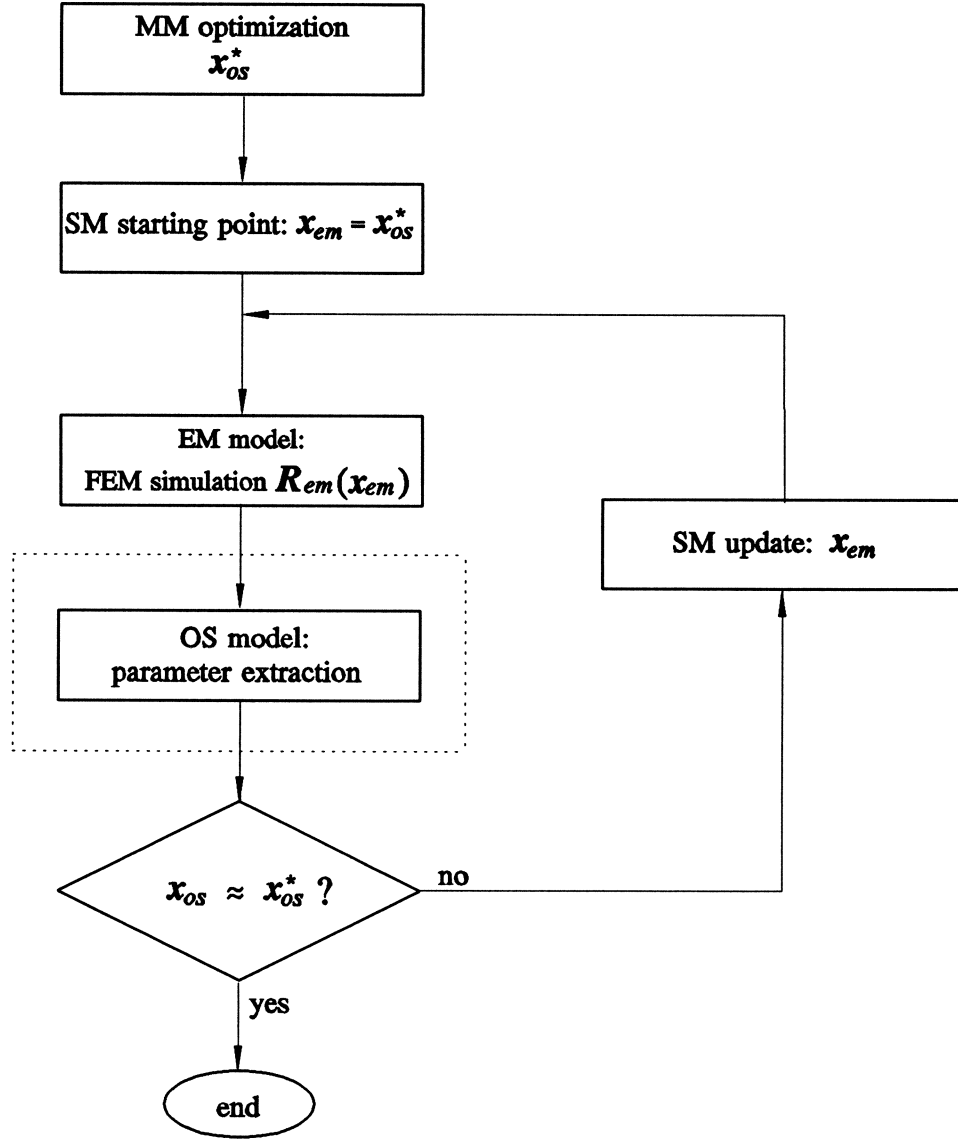 MM optimization
x*os
SM starting point: xem = x*os
EM model:
FEM simulation Rem(xem)
SM update: xem
OS model:
parameter extraction
xos ≈ x*os ?
no
yes
end